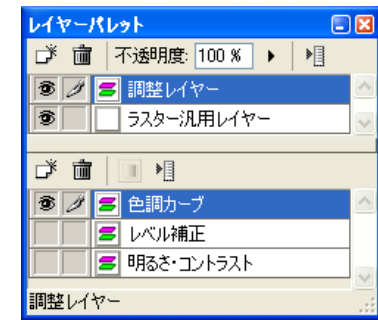 レイヤーパレット
不透明度: 100 %
調整レイヤー
ラスター汎用レイヤー
色調カーブ
レベル補正
明るさ・コントラスト
調整レイヤー